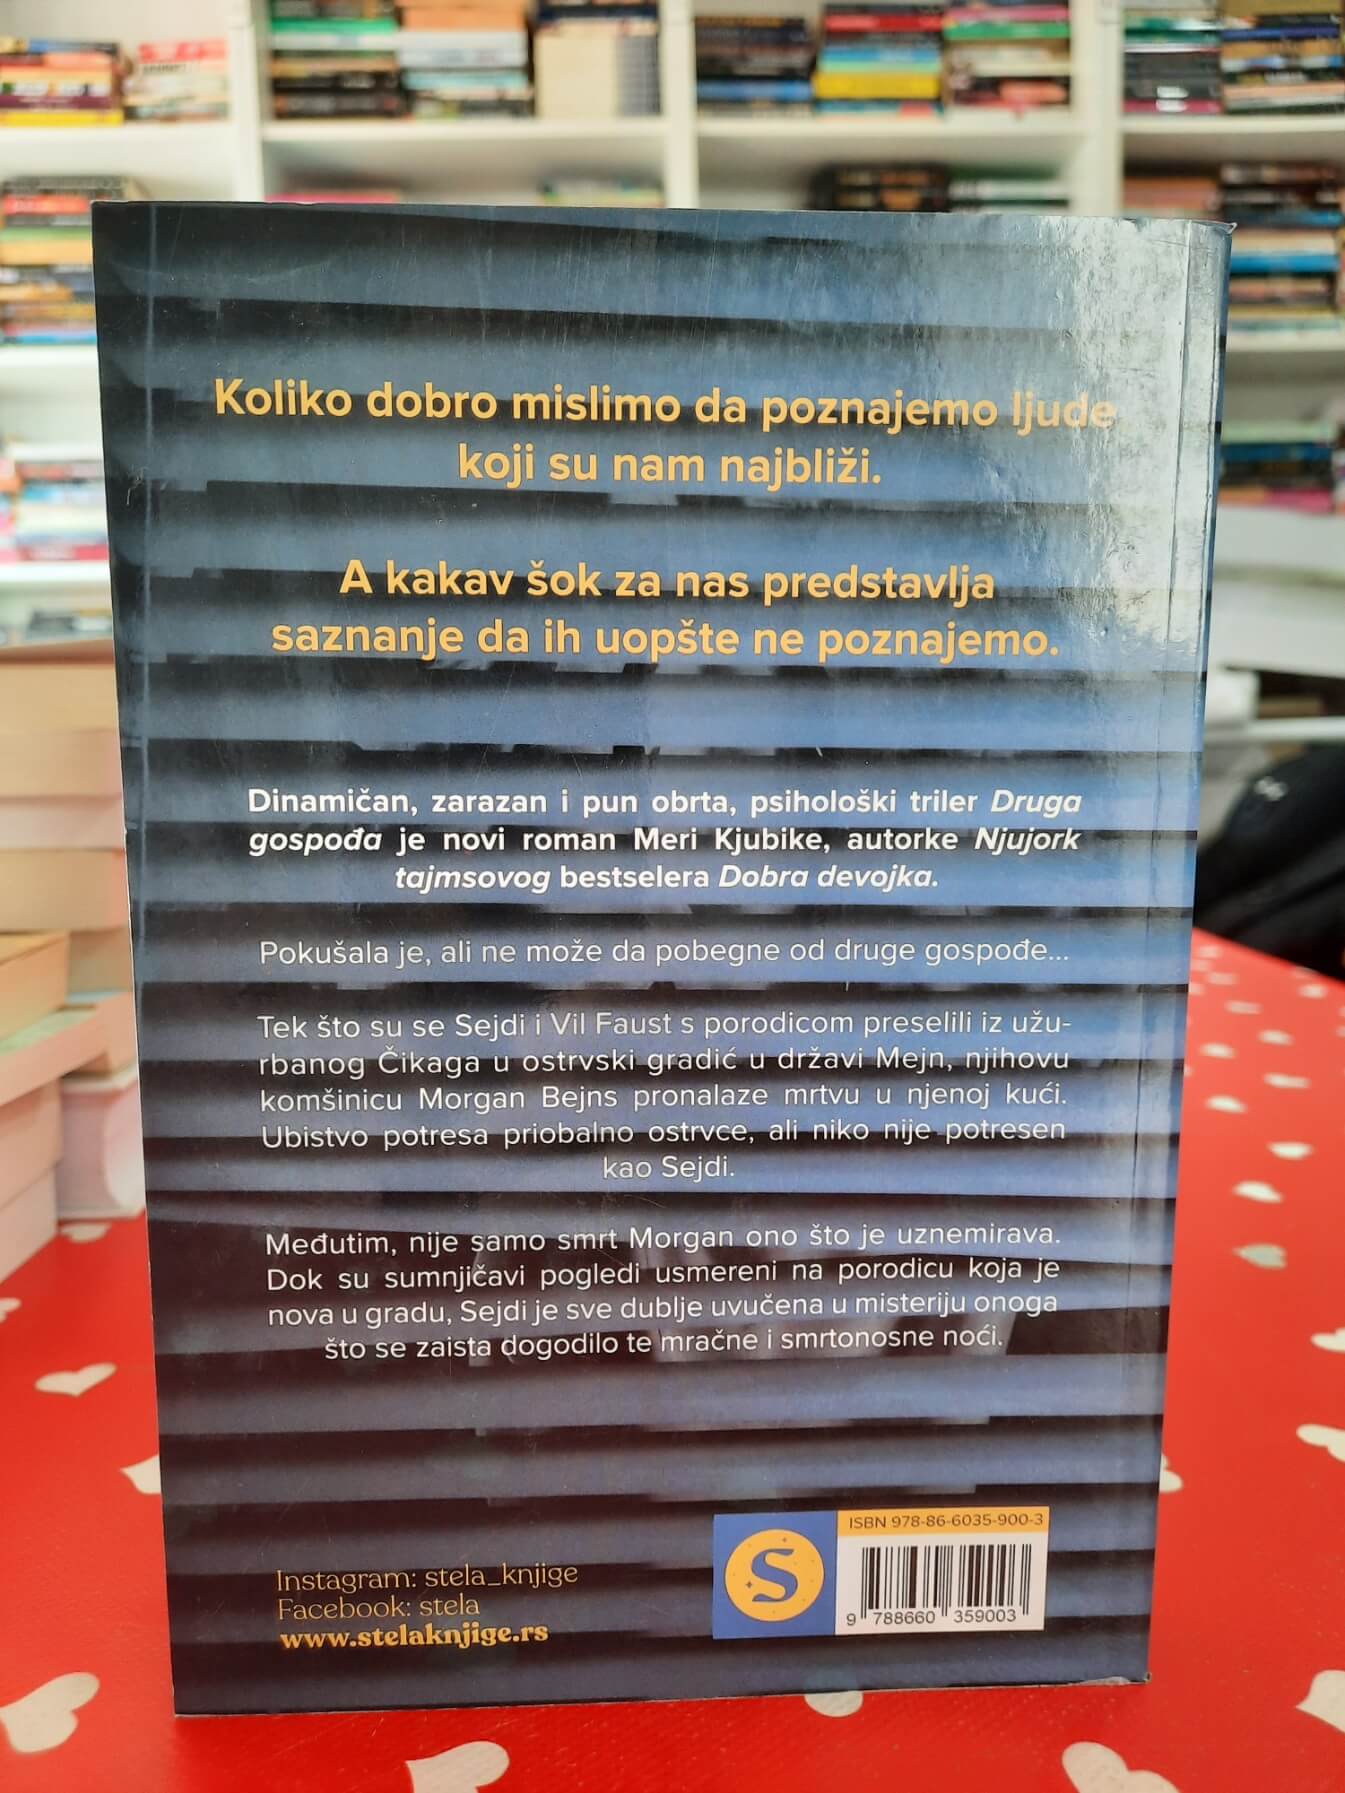 Koliko dobro mislimo da poznajemo ljude
koji su nam najbliži.
A kakav šok za nas predstavlja
saznanje da ih uopšte ne poznajemo.
Dinamičan, zarazan i pun obrta, psihološki triler Druga
gospođa je novi roman Meri Kjubike, autorke Njujork
tajmsovog bestselera Dobra devojka.
Pokušala je, ali ne može da pobegne od druge gospođe...
Tek što su se Sejdi i Vil Faust s porodicom preselili iz užu-
rbanog Čikaga u ostrvski gradić u državi Mejn, njihovu
komšinicu Morgan Bejns pronalaze mrtvu u njenoj kući.
Ubistvo potresa priobalno ostrvce, ali niko nije potresen
kao Sejdi.
Međutim, nije samo smrt Morgan ono što je uznemirava.
Dok su sumnjičavi pogledi usmereni na porodicu koja je
nova u gradu, Sejdi je sve dublje uvučena u misteriju onoga
što se zaista dogodilo te mračne i smrtonosne noći.
Instagram: stela_knjige
Facebook: stela
www.stelaknjige.rs
S
ISBN 978-86-6035-900-3
9 788660 359003